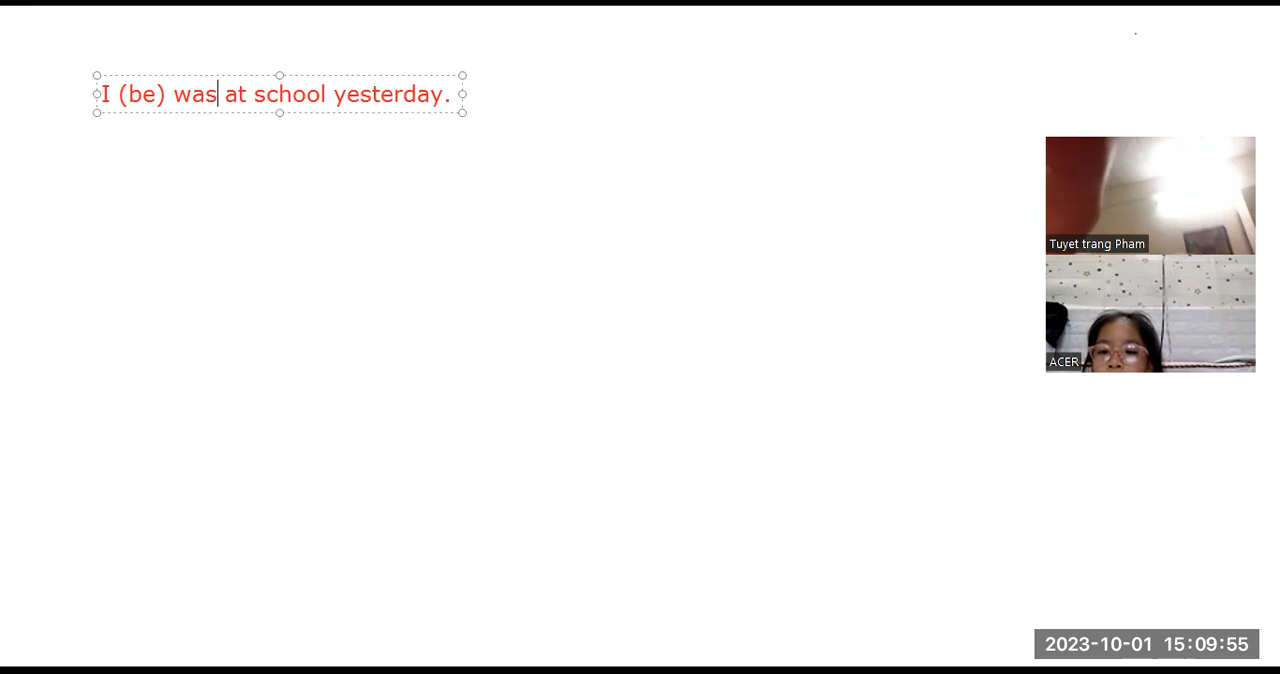 I (be) was at school yesterday.
Tuyet trang Pham
ACER
2023-10-01 15:09:55